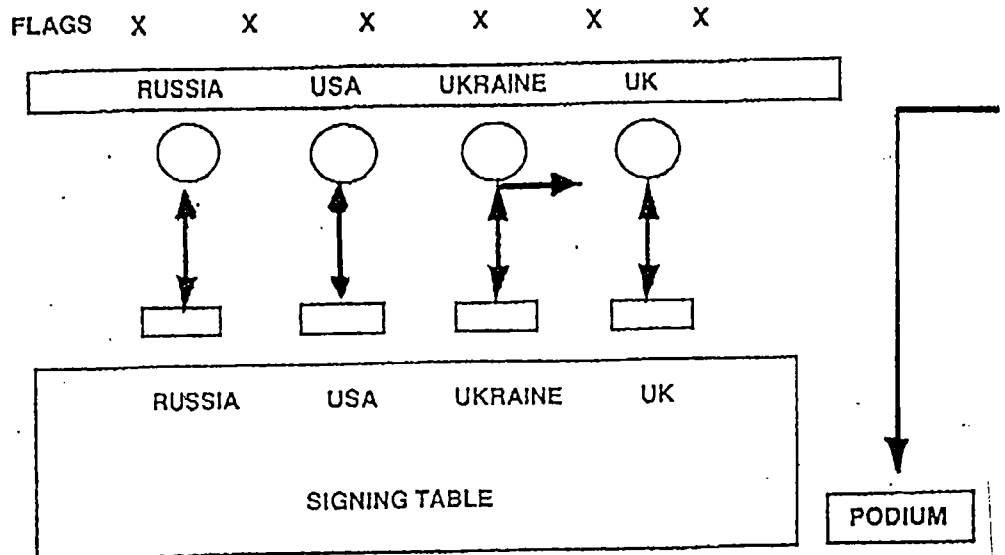 FLAGS X X X X X X
RUSSIA USA UKRAINE UK
RUSSIA USA UKRAINE UK
SIGNING TABLE
PODIUM